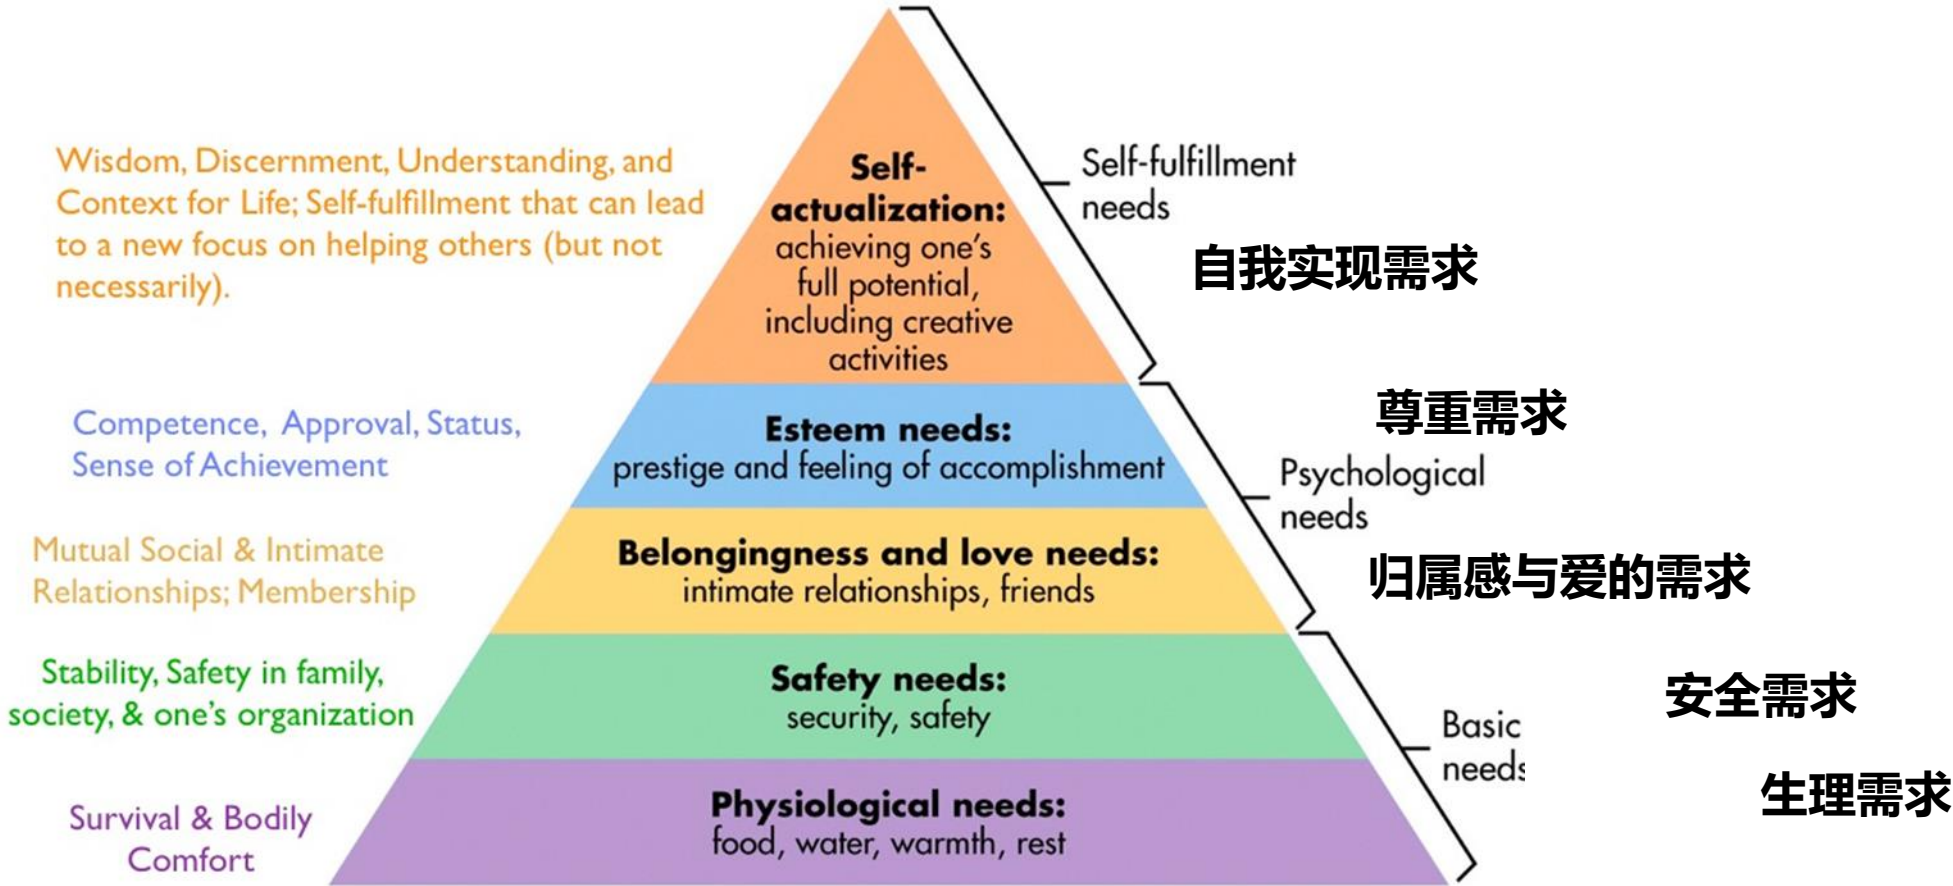 Wisdom, Discernment, Understanding, and
Context for Life; Self-fulfillment that can lead
to a new focus on helping others (but not
necessarily).
Self-
actualization:
achieving one's
full potential,
including creative
activities
Self-fulfillment
needs
自我实现需求
Competence, Approval, Status,
Sense of Achievement
Esteem needs:
prestige and feeling of accomplishment
尊重需求
Psychological
needs
Mutual Social & Intimate
Relationships; Membership
Belongingness and love needs:
intimate relationships, friends
归属感与爱的需求
Stability, Safety in family,
society, & one's organization
Safety needs:
security, safety
安全需求
Basic
needs
Survival & Bodily
Comfort
Physiological needs:
food, water, warmth, rest
生理需求